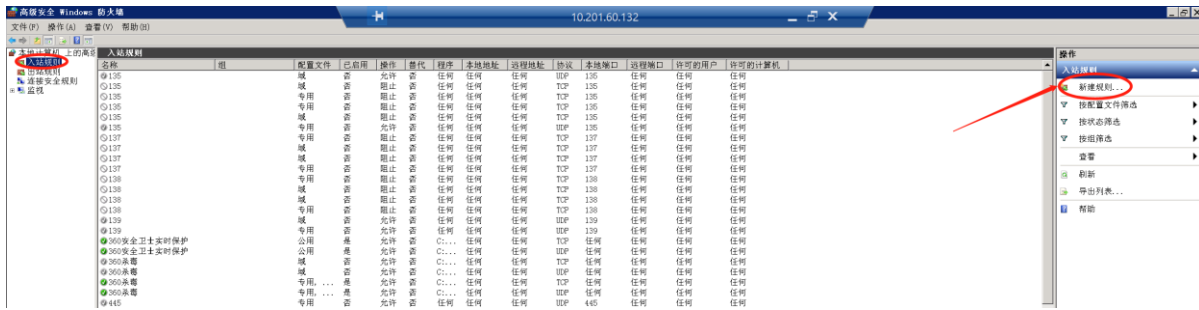 高级安全 Windows 防火墙
10.201.60.132
文件(F) 操作(A) 查看(V) 帮助(H)
本地计算机 上的高级
入站规则
出站规则
连接安全规则
监视
入站规则
名称 组 配置文件 已启用 操作 替代 程序 本地地址 远程地址 协议 本地端口 远程端口 许可的用户 许可的计算机
135 域 否 允许 否 任何 任何 任何 UDP 135 任何 任何 任何
135 域 否 阻止 否 任何 任何 任何 TCP 135 任何 任何 任何
135 专用 否 阻止 否 任何 任何 任何 TCP 135 任何 任何 任何
135 专用 否 阻止 否 任何 任何 任何 TCP 135 任何 任何 任何
135 域 否 阻止 否 任何 任何 任何 TCP 135 任何 任何 任何
135 专用 否 允许 否 任何 任何 任何 UDP 135 任何 任何 任何
137 专用 否 阻止 否 任何 任何 任何 TCP 137 任何 任何 任何
137 域 否 阻止 否 任何 任何 任何 TCP 137 任何 任何 任何
137 域 否 阻止 否 任何 任何 任何 TCP 137 任何 任何 任何
137 专用 否 阻止 否 任何 任何 任何 TCP 137 任何 任何 任何
138 专用 否 阻止 否 任何 任何 任何 TCP 138 任何 任何 任何
138 域 否 阻止 否 任何 任何 任何 TCP 138 任何 任何 任何
138 域 否 阻止 否 任何 任何 任何 TCP 138 任何 任何 任何
138 专用 否 阻止 否 任何 任何 任何 TCP 138 任何 任何 任何
139 域 否 允许 否 任何 任何 任何 UDP 139 任何 任何 任何
139 专用 否 允许 否 任何 任何 任何 UDP 139 任何 任何 任何
360安全卫士实时保护 公用 是 允许 否 C:... 任何 任何 TCP 任何 任何 任何 任何
360安全卫士实时保护 公用 是 允许 否 C:... 任何 任何 UDP 任何 任何 任何 任何
360杀毒 域 否 允许 否 C:... 任何 任何 TCP 任何 任何 任何 任何
360杀毒 域 否 允许 否 C:... 任何 任何 UDP 任何 任何 任何 任何
360杀毒 专用, ... 是 允许 否 C:... 任何 任何 TCP 任何 任何 任何 任何
360杀毒 专用, ... 是 允许 否 C:... 任何 任何 UDP 任何 任何 任何 任何
445 专用 否 允许 否 任何 任何 任何 UDP 445 任何 任何 任何
操作
入站规则
新建规则...
按配置文件筛选
按状态筛选
按组筛选
查看
刷新
导出列表...
帮助